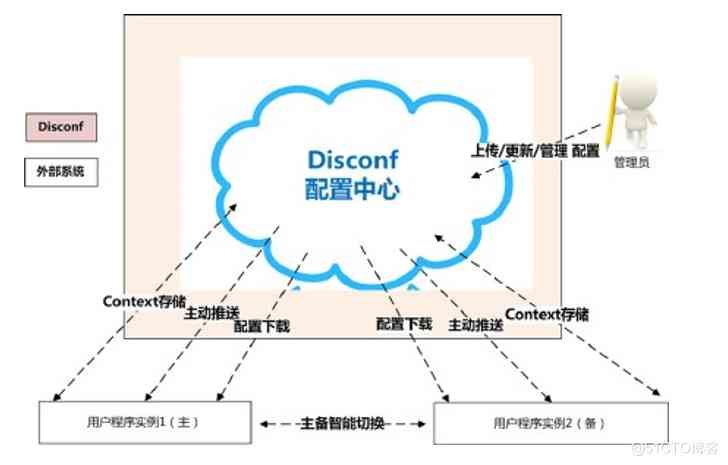 Disconf
外部系统
Disconf
配置中心
上传/更新/管理 配置
管理员
Context存储
主动推送
配置下载
配置下载
主动推送
Context存储
用户程序实例1（主）
主备智能切换
用户程序实例2（备）
@51CTO博客